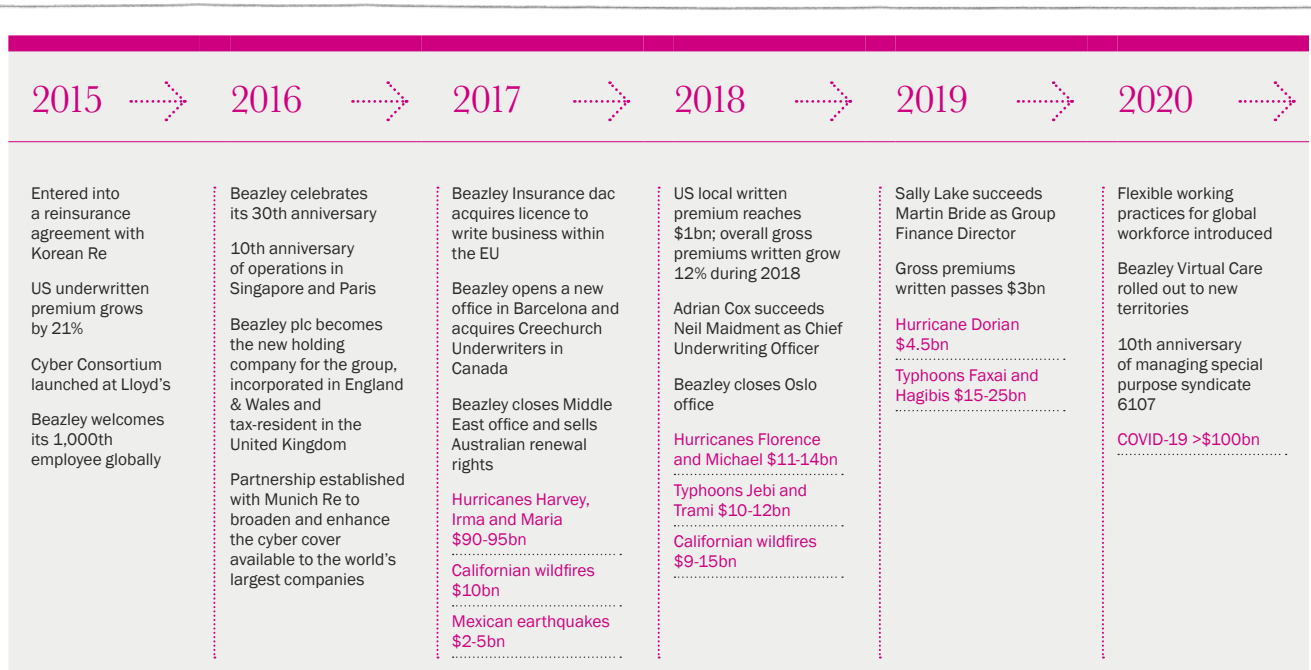 2015
Entered into
a reinsurance
agreement with
Korean Re
US underwritten
premium grows
by 21%
Cyber Consortium
launched at Lloyd's
Beazley welcomes
its 1,000th
employee globally
2016
Beazley celebrates
its 30th anniversary
10th anniversary
of operations in
Singapore and Paris
Beazley plc becomes
the new holding
company for the group,
incorporated in England
& Wales and
tax-resident in the
United Kingdom
Partnership established
with Munich Re to
broaden and enhance
the cyber cover
available to the world's
largest companies
2017
Beazley Insurance dac
acquires licence to
write business within
the EU
Beazley opens a new
office in Barcelona and
acquires Creechurch
Underwriters in
Canada
Beazley closes Middle
East office and sells
Australian renewal
rights
Hurricanes Harvey,
Irma and Maria
$90-95bn
Californian wildfires
$10bn
Mexican earthquakes
$2-5bn
2018
US local written
premium reaches
$1bn; overall gross
premiums written grow
12% during 2018
Adrian Cox succeeds
Neil Maidment as Chief
Underwriting Officer
Beazley closes Oslo
office
Hurricanes Florence
and Michael $11-14bn
Typhoons Jebi and
Trami $10-12bn
Californian wildfires
$9-15bn
2019
Sally Lake succeeds
Martin Bride as Group
Finance Director
Gross premiums
written passes $3bn
Hurricane Dorian
$4.5bn
Typhoons Faxai and
Hagibis $15-25bn
2020
Flexible working
practices for global
workforce introduced
Beazley Virtual Care
rolled out to new
territories
10th anniversary
of managing special
purpose syndicate
6107
COVID-19 >$100bn